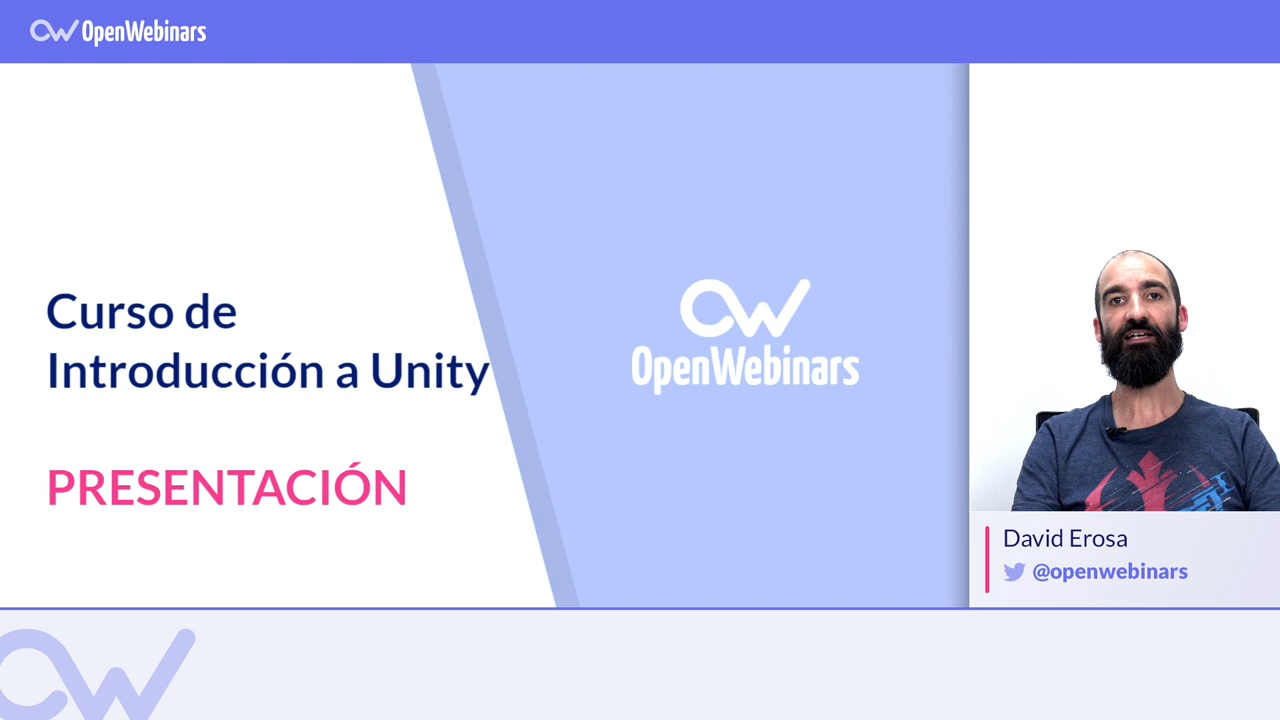 OpenWebinars
Curso de
Introducción a Unity
PRESENTACIÓN
OpenWebinars
David Erosa
@openwebinars